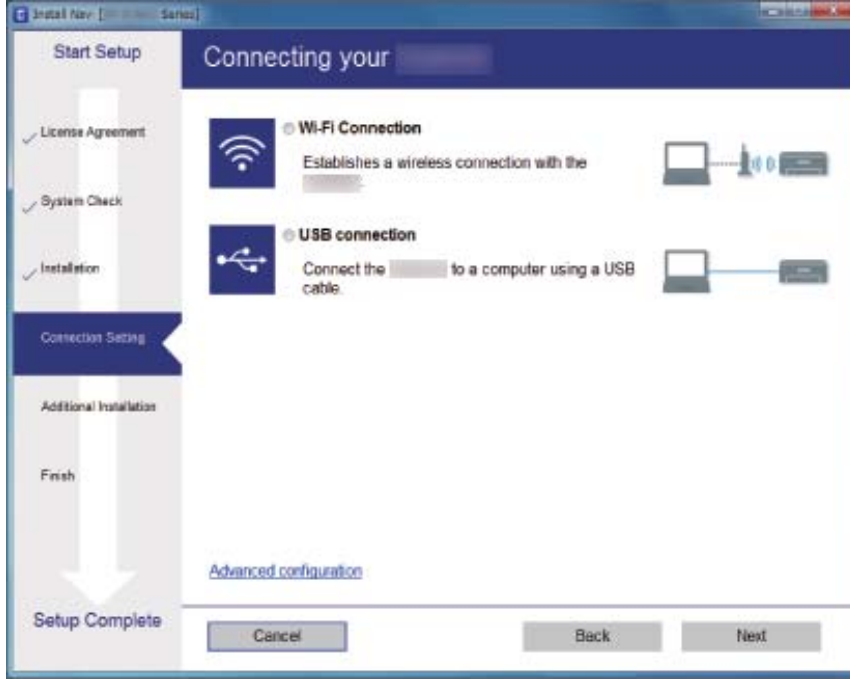 Install Navi [ Series]
Start Setup
Connecting your
License Agreement
Wi-Fi Connection
Establishes a wireless connection with the
.
System Check
USB connection
Installation
Connect the to a computer using a USB
cable.
Connection Setting
Additional Installation
Finish
Advanced configuration
Setup Complete
Cancel
Back
Next